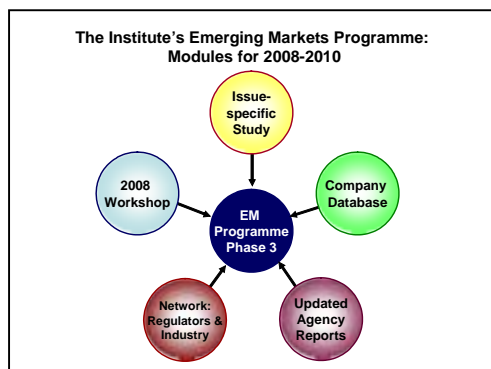 The Institute's Emerging Markets Programme:
Modules for 2008-2010
Issue-
specific
Study
2008
Workshop
Company
Database
EM
Programme
Phase 3
Network:
Regulators &
Industry
Updated
Agency
Reports